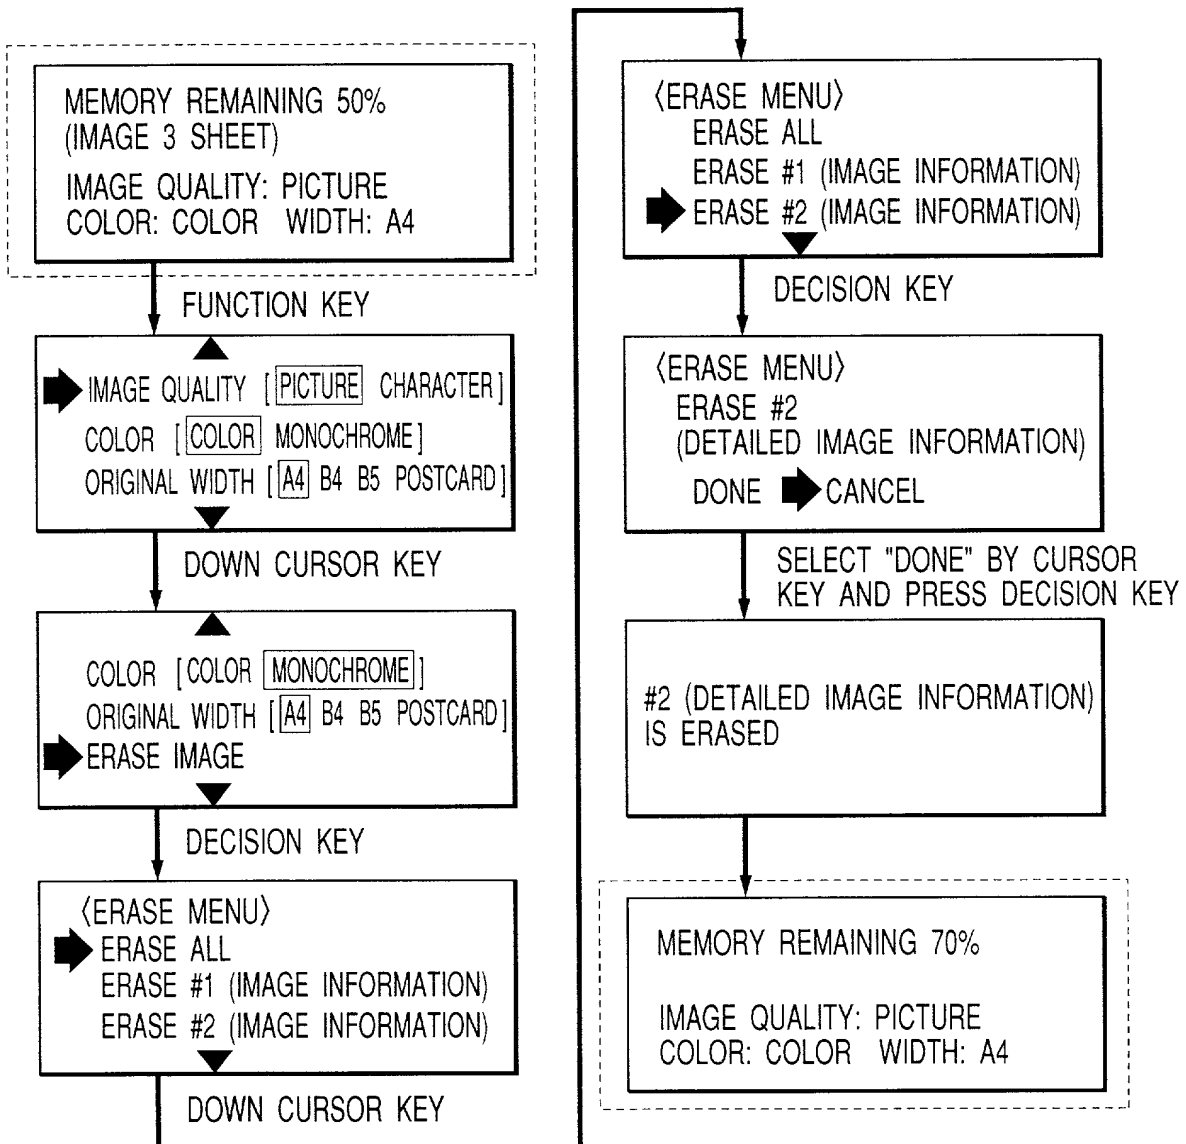 MEMORY REMAINING 50%
(IMAGE 3 SHEET)
IMAGE QUALITY: PICTURE
COLOR: COLOR WIDTH: A4
FUNCTION KEY
IMAGE QUALITY [PICTURE CHARACTER]
COLOR [COLOR MONOCHROME]
ORIGINAL WIDTH [A4 B4 B5 POSTCARD]
DOWN CURSOR KEY
COLOR [COLOR MONOCHROME]
ORIGINAL WIDTH [A4 B4 B5 POSTCARD]
ERASE IMAGE
DECISION KEY
〈ERASE MENU〉
ERASE ALL
ERASE #1 (IMAGE INFORMATION)
ERASE #2 (IMAGE INFORMATION)
DOWN CURSOR KEY
〈ERASE MENU〉
ERASE ALL
ERASE #1 (IMAGE INFORMATION)
ERASE #2 (IMAGE INFORMATION)
DECISION KEY
〈ERASE MENU〉
ERASE #2
(DETAILED IMAGE INFORMATION)
DONE CANCEL
SELECT "DONE" BY CURSOR
KEY AND PRESS DECISION KEY
#2 (DETAILED IMAGE INFORMATION)
IS ERASED
MEMORY REMAINING 70%
IMAGE QUALITY: PICTURE
COLOR: COLOR WIDTH: A4